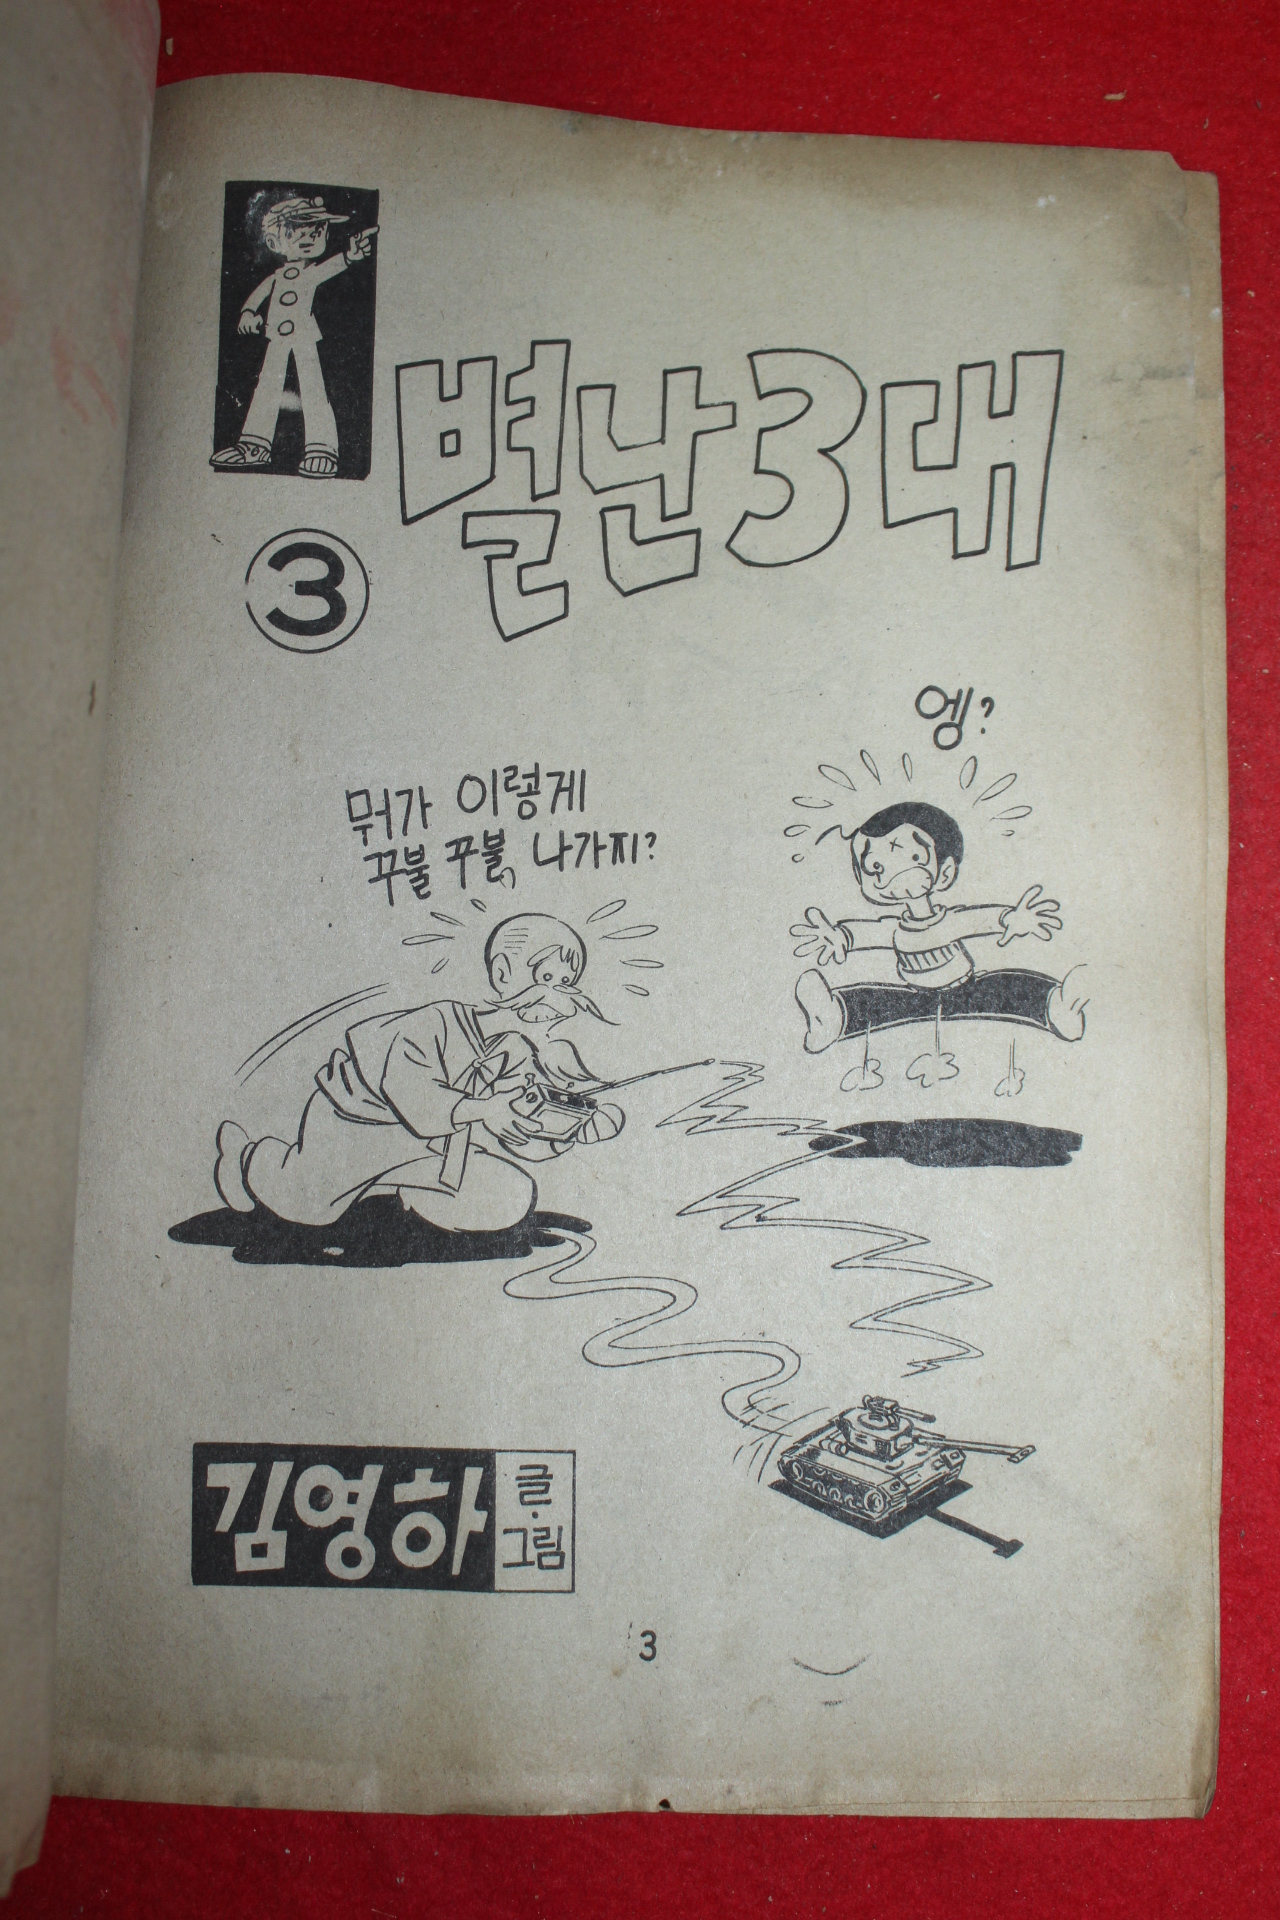 별난3대
③
엥?
뭐가 이렇게
꾸불 꾸불, 나가지?
김영하
글·
그림
3